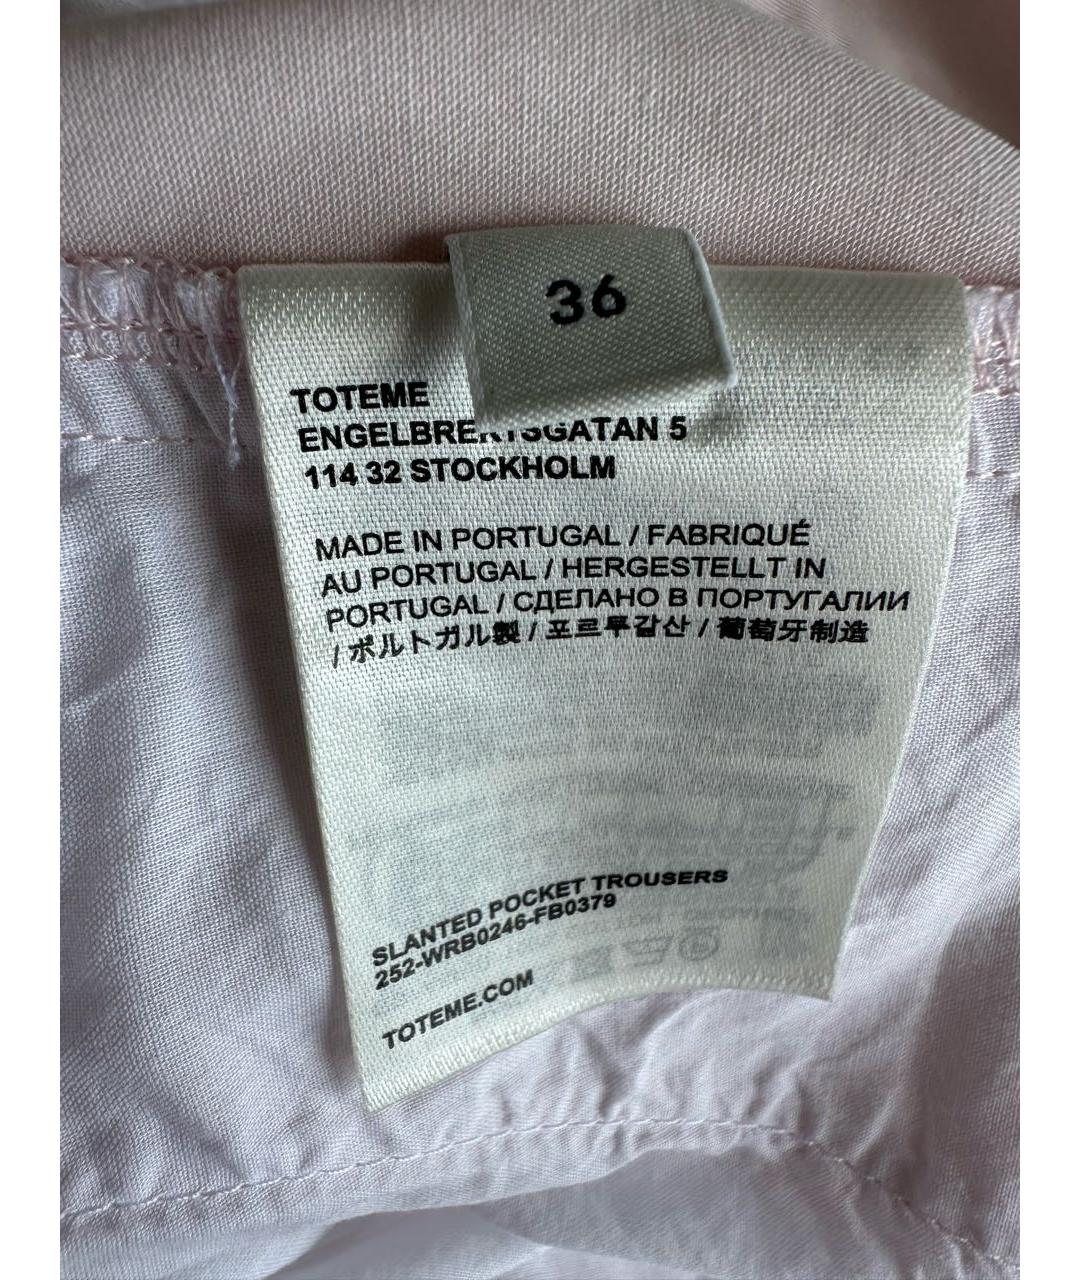 36
TOTEME
ENGELBREKTSGATAN 5
114 32 STOCKHOLM
MADE IN PORTUGAL / FABRIQUÉ
AU PORTUGAL / HERGESTELLT IN
PORTUGAL / СДЕЛАНО В ПОРТУГАЛИИ
/ ポルトガル製 / 포르투갈산 / 葡萄牙制造
SLANTED POCKET TROUSERS
252-WRB0246-FB0379
TOTEME.COM